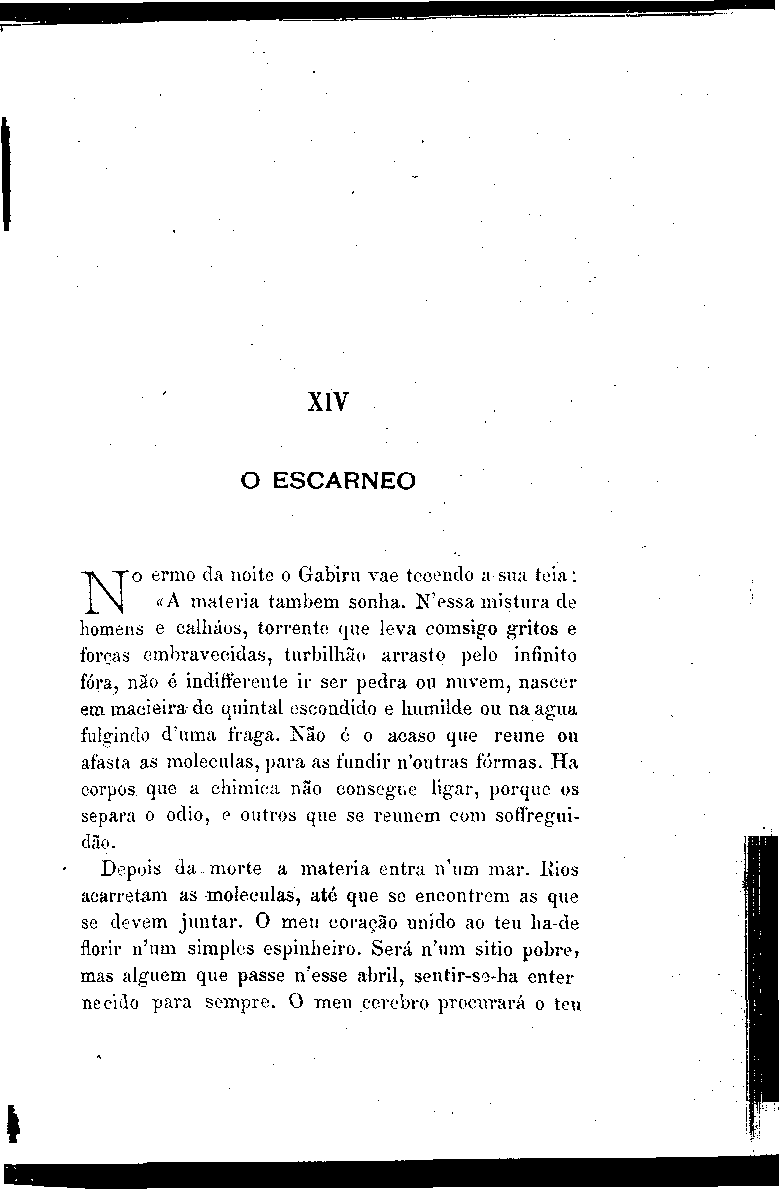 XIV
O ESCARNEO
No ermo da noite o Gabiru vae tecendo a sua teia:
«A materia tambem sonha. N'essa mistura de
homens e calháos, torrente que leva comsigo gritos e
forças embravecidas, turbilhão arrasto pelo infinito
fóra, não é indifferente ir ser pedra ou nuvem, nascer
em macieira de quintal escondido e humilde ou na agua
fulgindo d'uma fraga. Não é o acaso que reune ou
afasta as moleculas, para as fundir n'outras fórmas. Ha
corpos que a chimica não consegue ligar, porque os
separa o odio, e outros que se reunem com soffregui-
dão.
Depois da morte a materia entra n'um mar. Rios
acarretam as moleculas, até que se encontrem as que
se devem juntar. O meu coração unido ao teu ha-de
florir n'um simples espinheiro. Será n'um sitio pobre,
mas alguem que passe n'esse abril, sentir-se-ha enter
necido para sempre. O meu cerebro procurará o teu